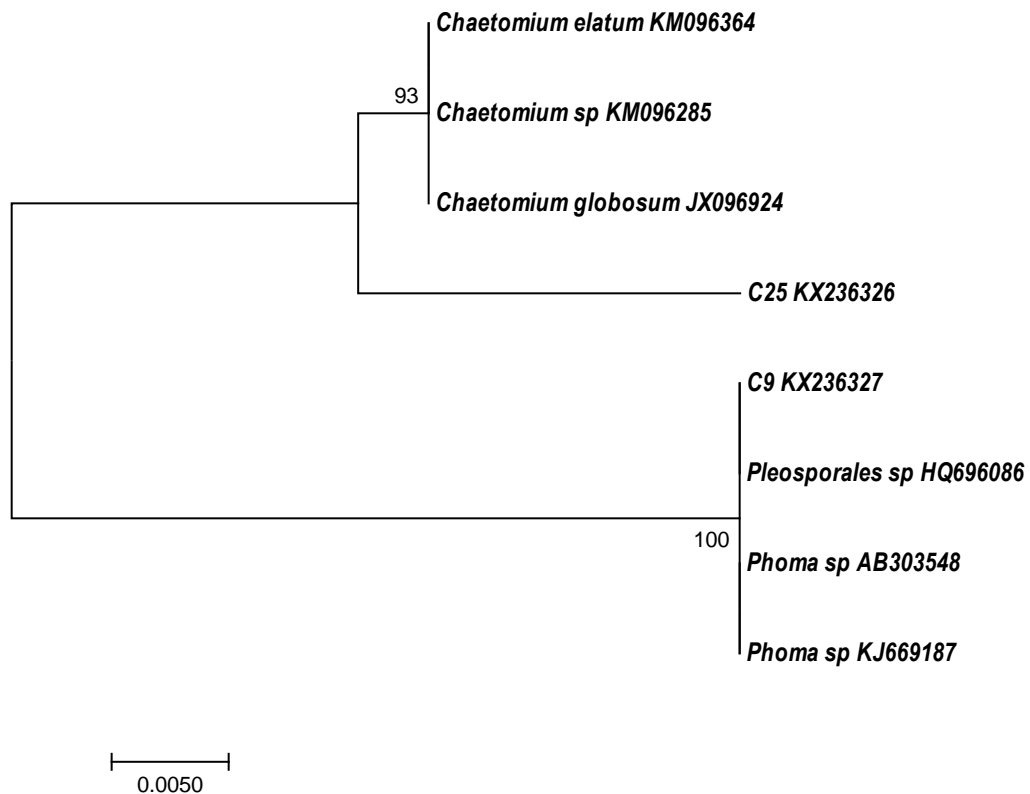 Chaetomium elatum KM096364
93
Chaetomium sp KM096285
Chaetomium globosum JX096924
C25 KX236326
C9 KX236327
Pleosporales sp HQ696086
100
Phoma sp AB303548
Phoma sp KJ669187
0.0050